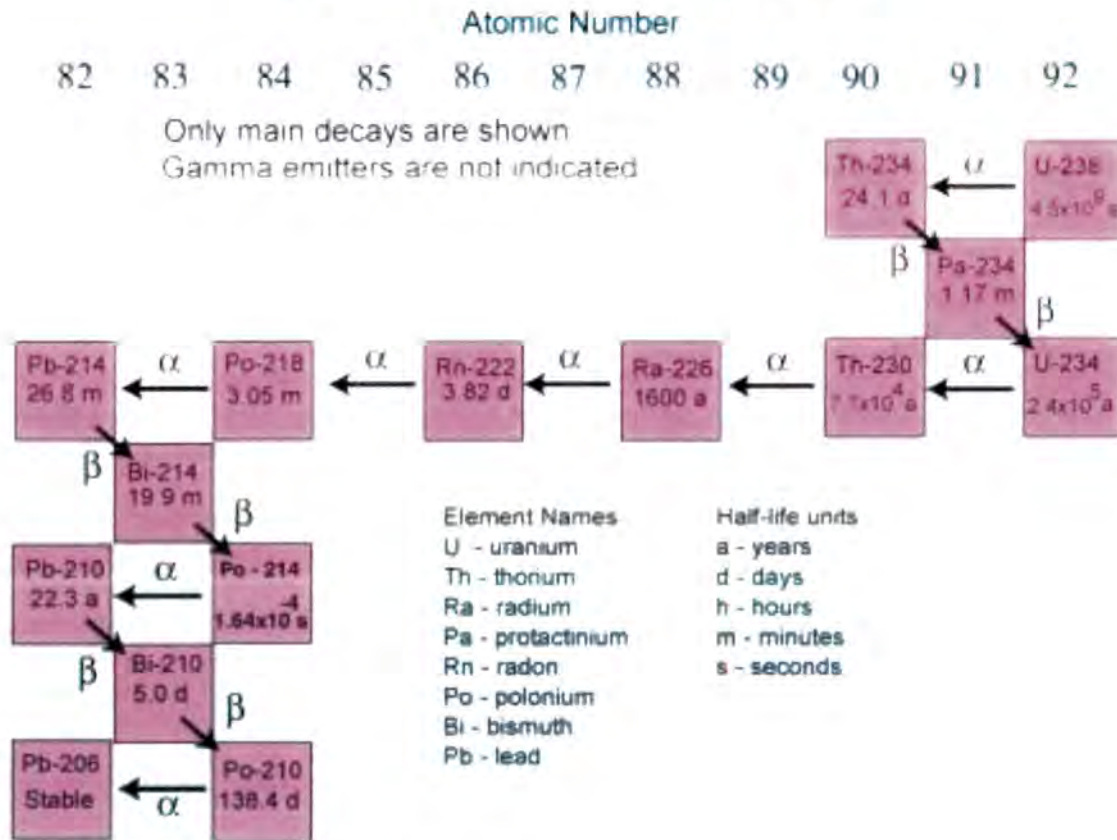 Atomic Number
82 83 84 85 86 87 88 89 90 91 92
Only main decays are shown
Gamma emitters are not indicated
Th-234
24.1 d
α
U-238
4.5x10⁹ a
β
Pa-234
1.17 m
β
Pb-214
26.8 m
α
Po-218
3.05 m
α
Rn-222
3.82 d
α
Ra-226
1600 a
α
Th-230
x10⁴ a
α
U-234
2.4x10⁵ a
β
Bi-214
19.9 m
β
Pb-210
22.3 a
α
Po - 214
1.64x10⁻⁴ s
β
Bi-210
5.0 d
β
Pb-206
Stable
α
Po-210
138.4 d
Element Names
U - uranium
Th - thorium
Ra - radium
Pa - protactinium
Rn - radon
Po - polonium
Bi - bismuth
Pb - lead
Half-life units
a - years
d - days
h - hours
m - minutes
s - seconds